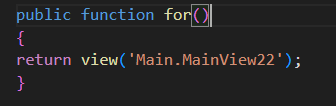 public function for()
{
return view('Main.MainView22');
}